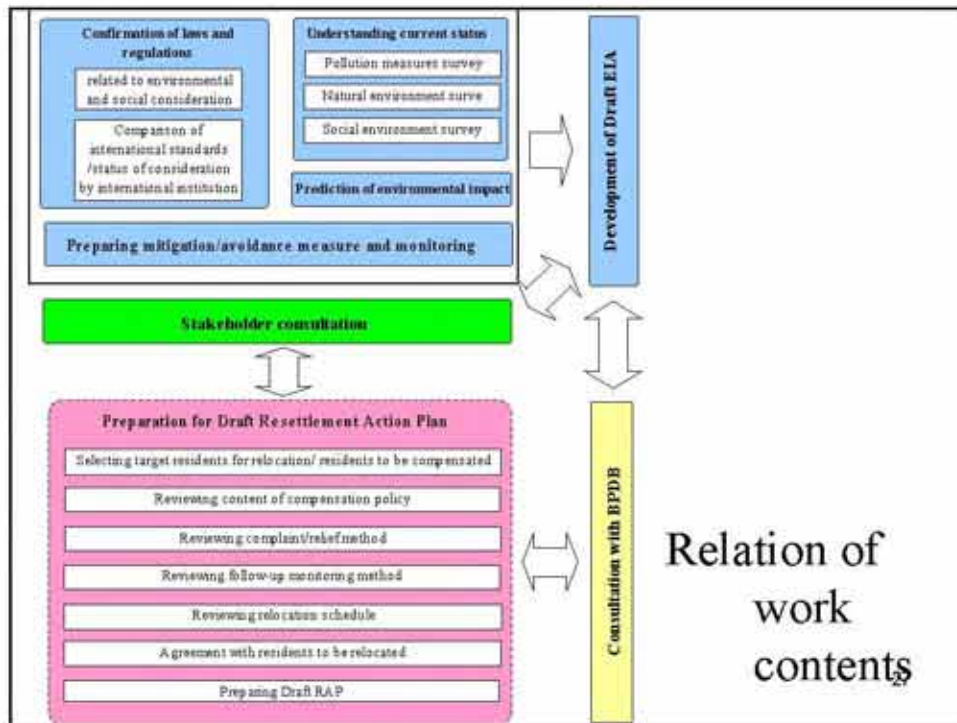 Confirmation of laws and
regulations
related to environmental
and social consideration
Comparison of
international standards
/status of consideration
by international institution
Understanding current status
Pollution measures survey
Natural environment surve
Social environment survey
Prediction of environmental impact
Preparing mitigation/avoidance measure and monitoring
Development of Draft EIA
Stakeholder consultation
Preparation for Draft Resettlement Action Plan
Selecting target residents for relocation/ residents to be compensated
Reviewing content of compensation policy
Reviewing complaint/relief method
Reviewing follow-up monitoring method
Reviewing relocation schedule
Agreement with residents to be relocated
Preparing Draft RAP
Consultation with BPDB
Relation of
work
contents